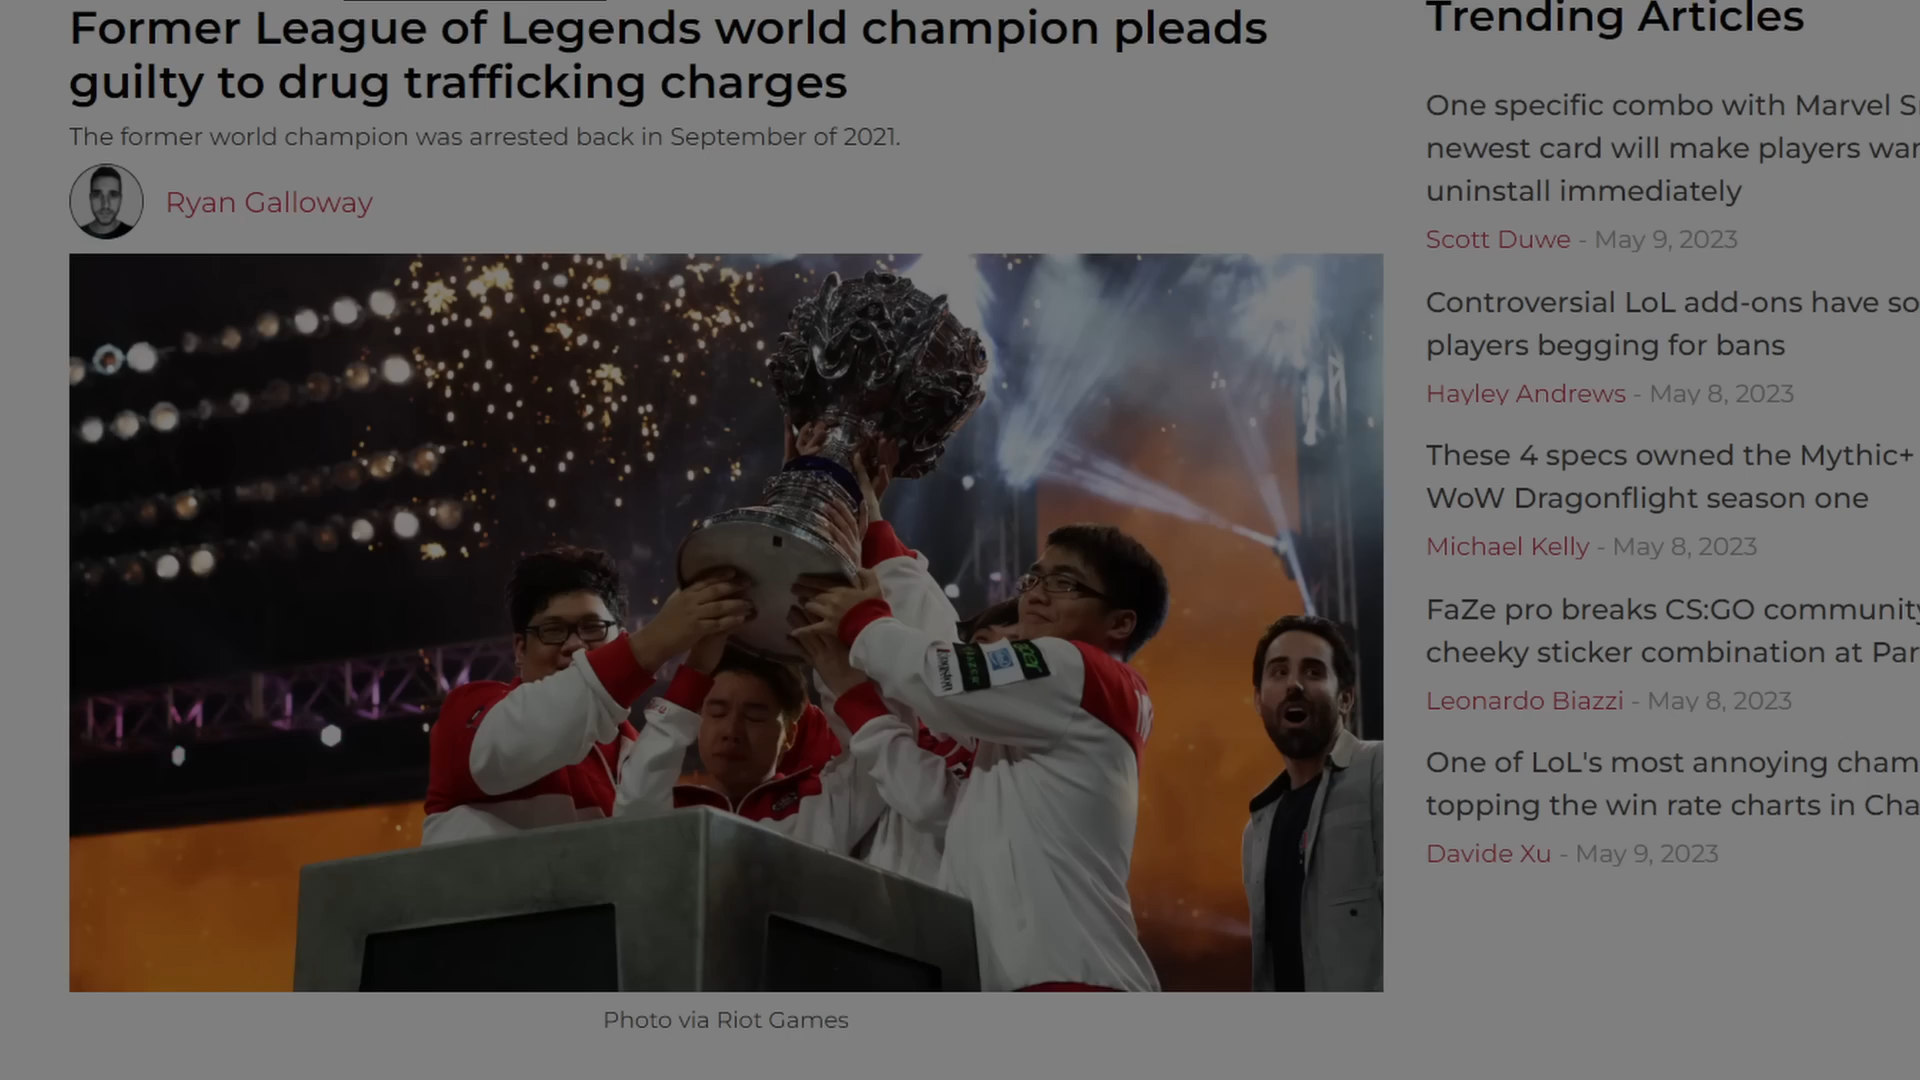 Former League of Legends world champion pleads
guilty to drug trafficking charges
The former world champion was arrested back in September of 2021.
Ryan Galloway
Photo via Riot Games
Trending Articles
One specific combo with Marvel
newest card will make players
uninstall immediately
Scott Duwe - May 9, 2023
Controversial LoL add-ons have
players begging for bans
Hayley Andrews - May 8, 2023
These 4 specs owned the Mythic+
WoW Dragonflight season one
Michael Kelly - May 8, 2023
FaZe pro breaks CS:GO community
cheeky sticker combination at
Leonardo Biazzi - May 8, 2023
One of LoL's most annoying
topping the win rate charts in
Davide Xu - May 9, 2023